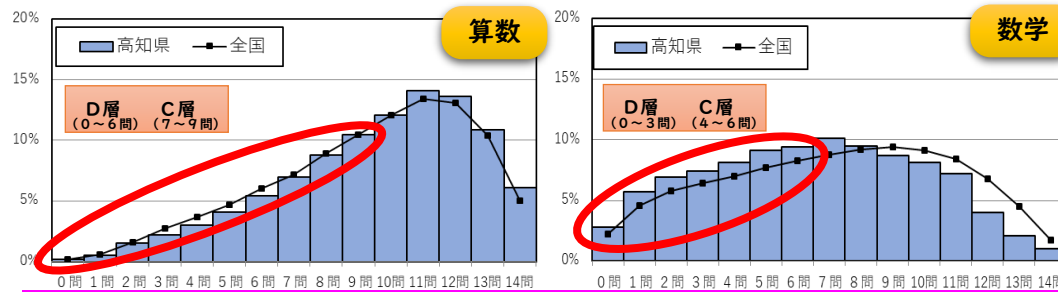 算数
高知県 全国
20%
15%
10%
5%
0%
D層 C層
(0～6問) (7～9問)
0問 1問 2問 3問 4問 5問 6問 7問 8問 9問 10問 11問 12問 13問 14問
数学
高知県 全国
20%
15%
10%
5%
0%
D層 C層
(0～3問) (4～6問)
0問 1問 2問 3問 4問 5問 6問 7問 8問 9問 10問 11問 12問 13問 14問